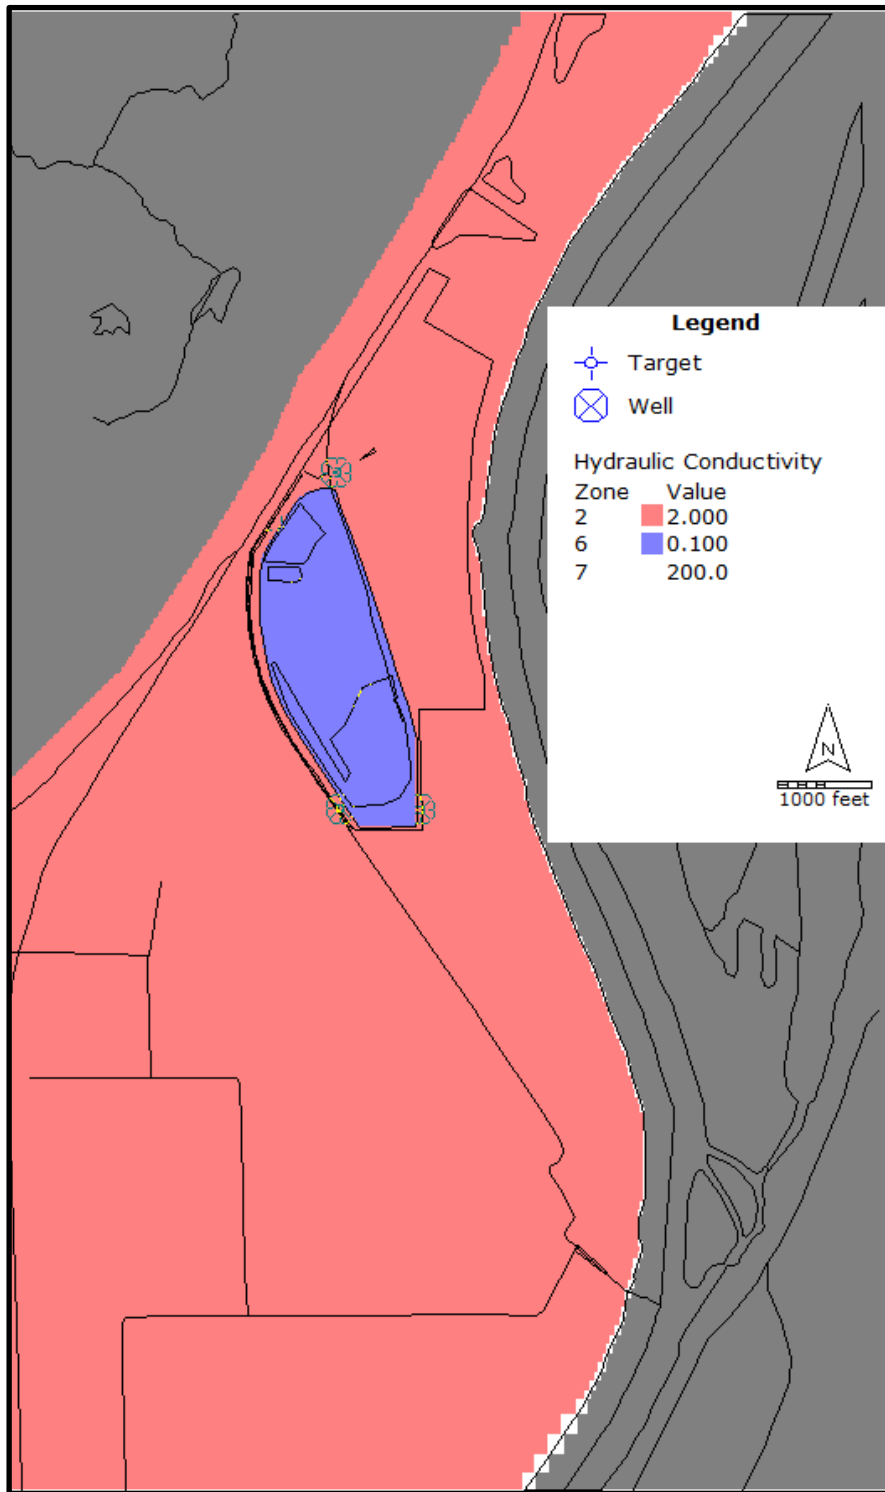 Legend
Target
Well
Hydraulic Conductivity
Zone Value
2 2.000
6 0.100
7 200.0
N
1000 feet